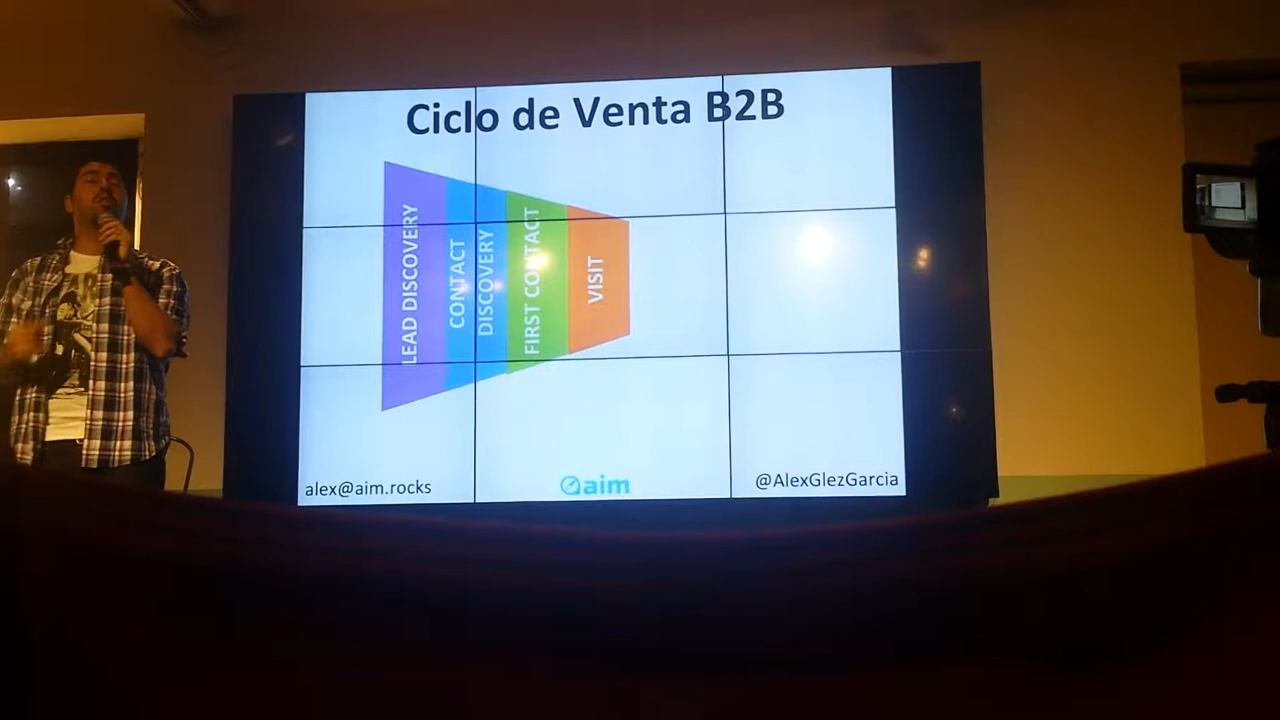 Ciclo de Venta B2B
LEAD DISCOVERY
CONTACT
DISCOVERY
FIRST CONTACT
VISIT
alex@aim.rocks
aim
@AlexGlezGarcia